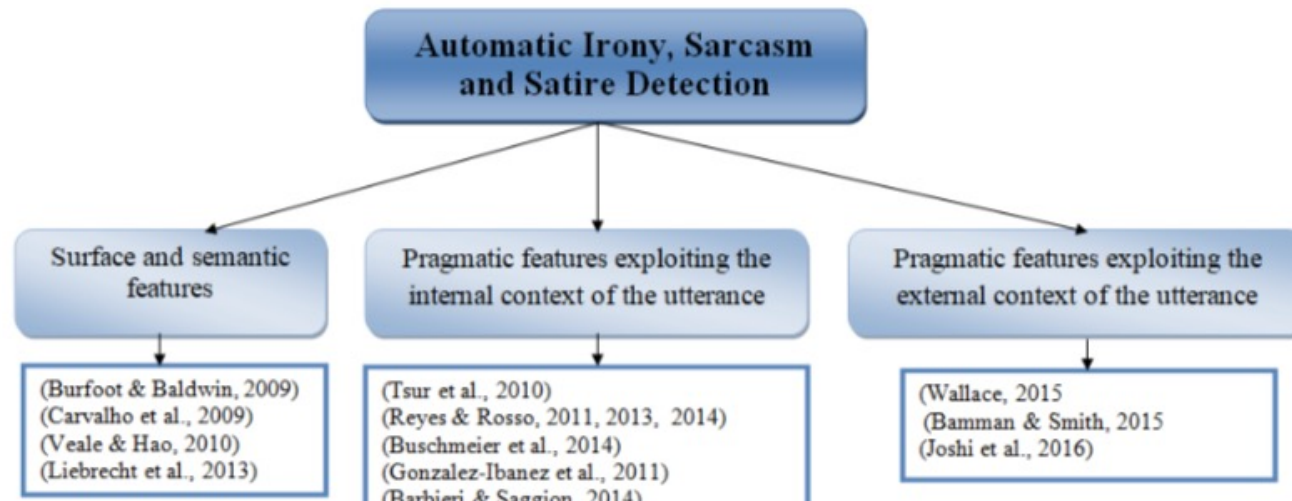 Automatic Irony, Sarcasm
and Satire Detection
Surface and semantic
features
Pragmatic features exploiting the
internal context of the utterance
Pragmatic features exploiting the
external context of the utterance
(Burfoot & Baldwin, 2009)
(Carvalho et al., 2009)
(Veale & Hao, 2010)
(Liebrecht et al., 2013)
(Tsur et al., 2010)
(Reyes & Rosso, 2011, 2013, 2014)
(Buschmeier et al., 2014)
(Gonzalez-Ibanez et al., 2011)
(Barbieri & Saggion, 2014)
(Wallace, 2015
(Bamman & Smith, 2015
(Joshi et al., 2016)